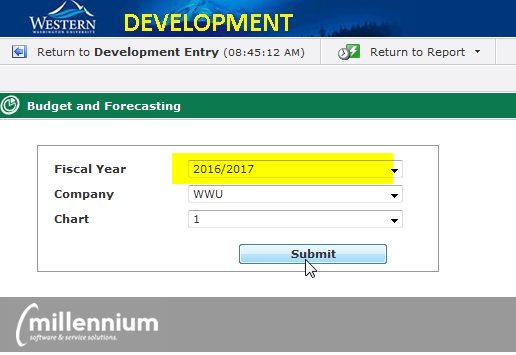 WESTERN
WASHINGTON UNIVERSITY
DEVELOPMENT
Return to Development Entry (08:45:12 AM)
Return to Report
Budget and Forecasting
Fiscal Year 2016/2017
Company WWU
Chart 1
Submit
millennium
software & service solutions.